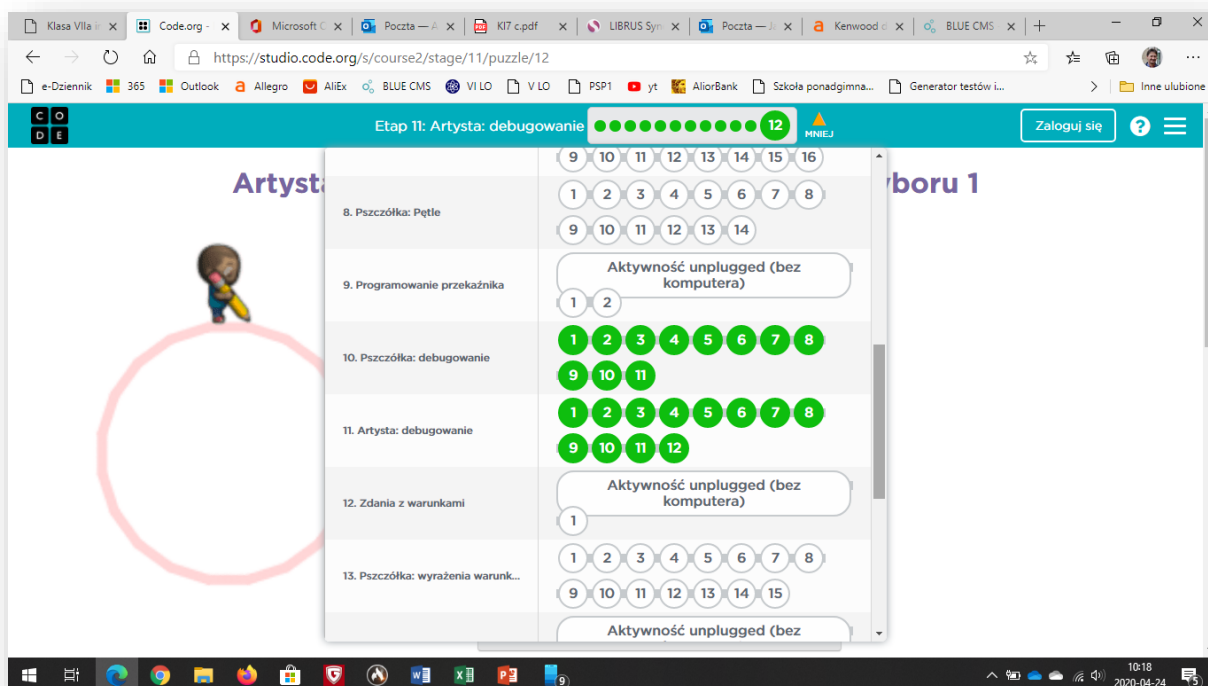 Klasa VIIa i
Code.org -
Microsoft C
Poczta — A
KI7 c.pdf
LIBRUS Syn
Poczta — Ja
Kenwood d
BLUE CMS
https://studio.code.org/s/course2/stage/11/puzzle/12
e-Dziennik
365
Outlook
Allegro
AliEx
BLUE CMS
VI LO
V LO
PSP1
yt
AliorBank
Szkoła ponadgimna...
Generator testów i...
Inne ulubione
C O
D E
Etap 11: Artysta: debugowanie
12
MNIEJ
Zaloguj się
?
Artyst
yboru 1
9 10 11 12 13 14 15 16
8. Pszczółka: Pętle
1 2 3 4 5 6 7 8
9 10 11 12 13 14
9. Programowanie przekaźnika
Aktywność unplugged (bez
komputera)
1 2
10. Pszczółka: debugowanie
1 2 3 4 5 6 7 8
9 10 11
11. Artysta: debugowanie
1 2 3 4 5 6 7 8
9 10 11 12
12. Zdania z warunkami
Aktywność unplugged (bez
komputera)
1
13. Pszczółka: wyrażenia warunk...
1 2 3 4 5 6 7 8
9 10 11 12 13 14 15
Aktywność unplugged (bez
9
10:18
2020-04-24
5